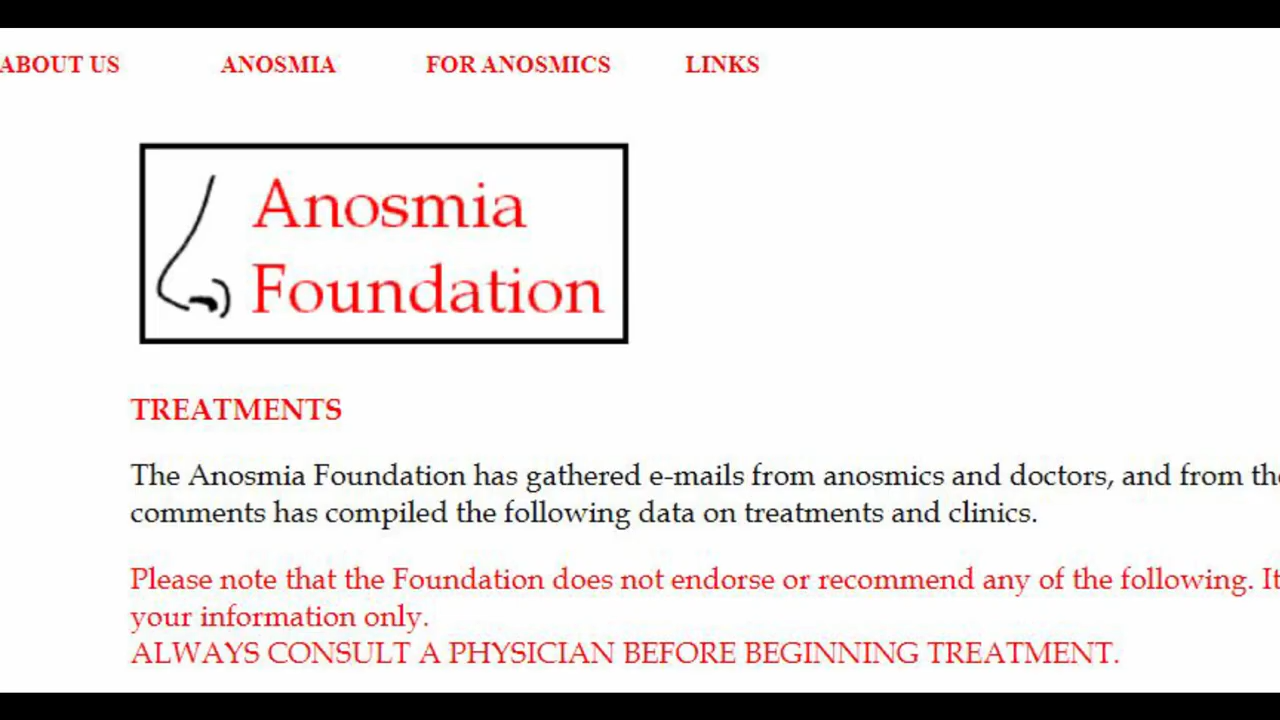 ABOUT US ANOSMIA FOR ANOSMICS LINKS
Anosmia
Foundation
TREATMENTS
The Anosmia Foundation has gathered e-mails from anosmics and doctors, and from
comments has compiled the following data on treatments and clinics.
Please note that the Foundation does not endorse or recommend any of the following. It
your information only.
ALWAYS CONSULT A PHYSICIAN BEFORE BEGINNING TREATMENT.